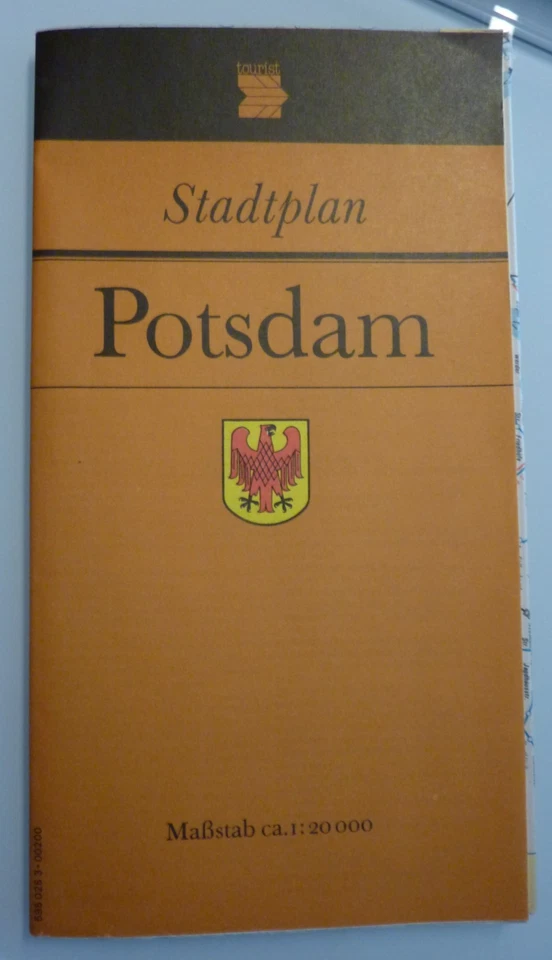 tourist
Stadtplan
Potsdam
Maßstab ca. 1:20 000